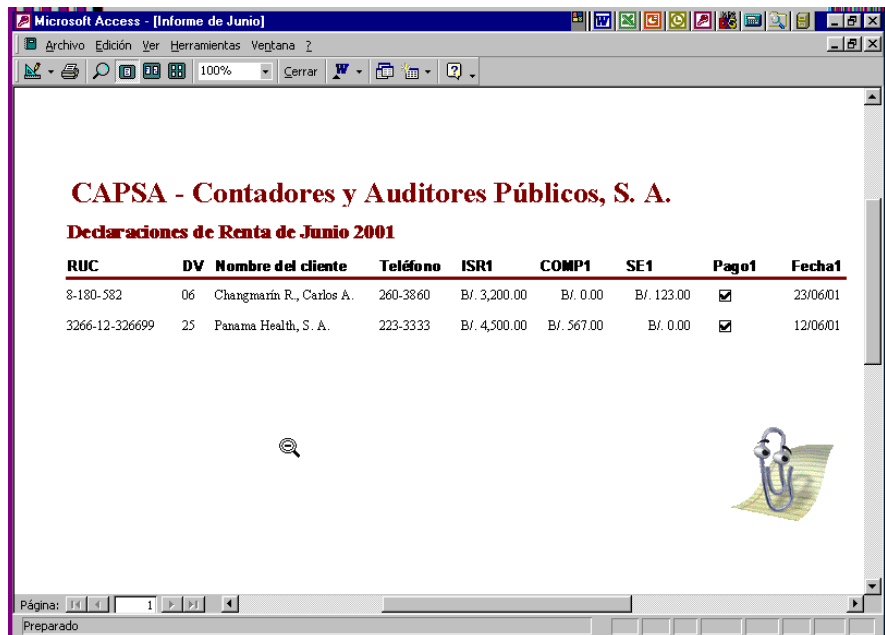 Microsoft Access - [Informe de Junio]
Archivo Edición Ver Herramientas Ventana ?
100% Cerrar
CAPSA - Contadores y Auditores Públicos, S. A.
Declaraciones de Renta de Junio 2001
RUC DV Nombre del cliente Teléfono ISR1 COMP1 SE1 Pago1 Fecha1
8-180-582 06 Changmarín R., Carlos A. 260-3860 B/. 3,200.00 B/. 0.00 B/. 123.00 23/06/01
3266-12-326699 25 Panama Health, S. A. 223-3333 B/. 4,500.00 B/. 567.00 B/. 0.00 12/06/01
Página: 1
Preparado